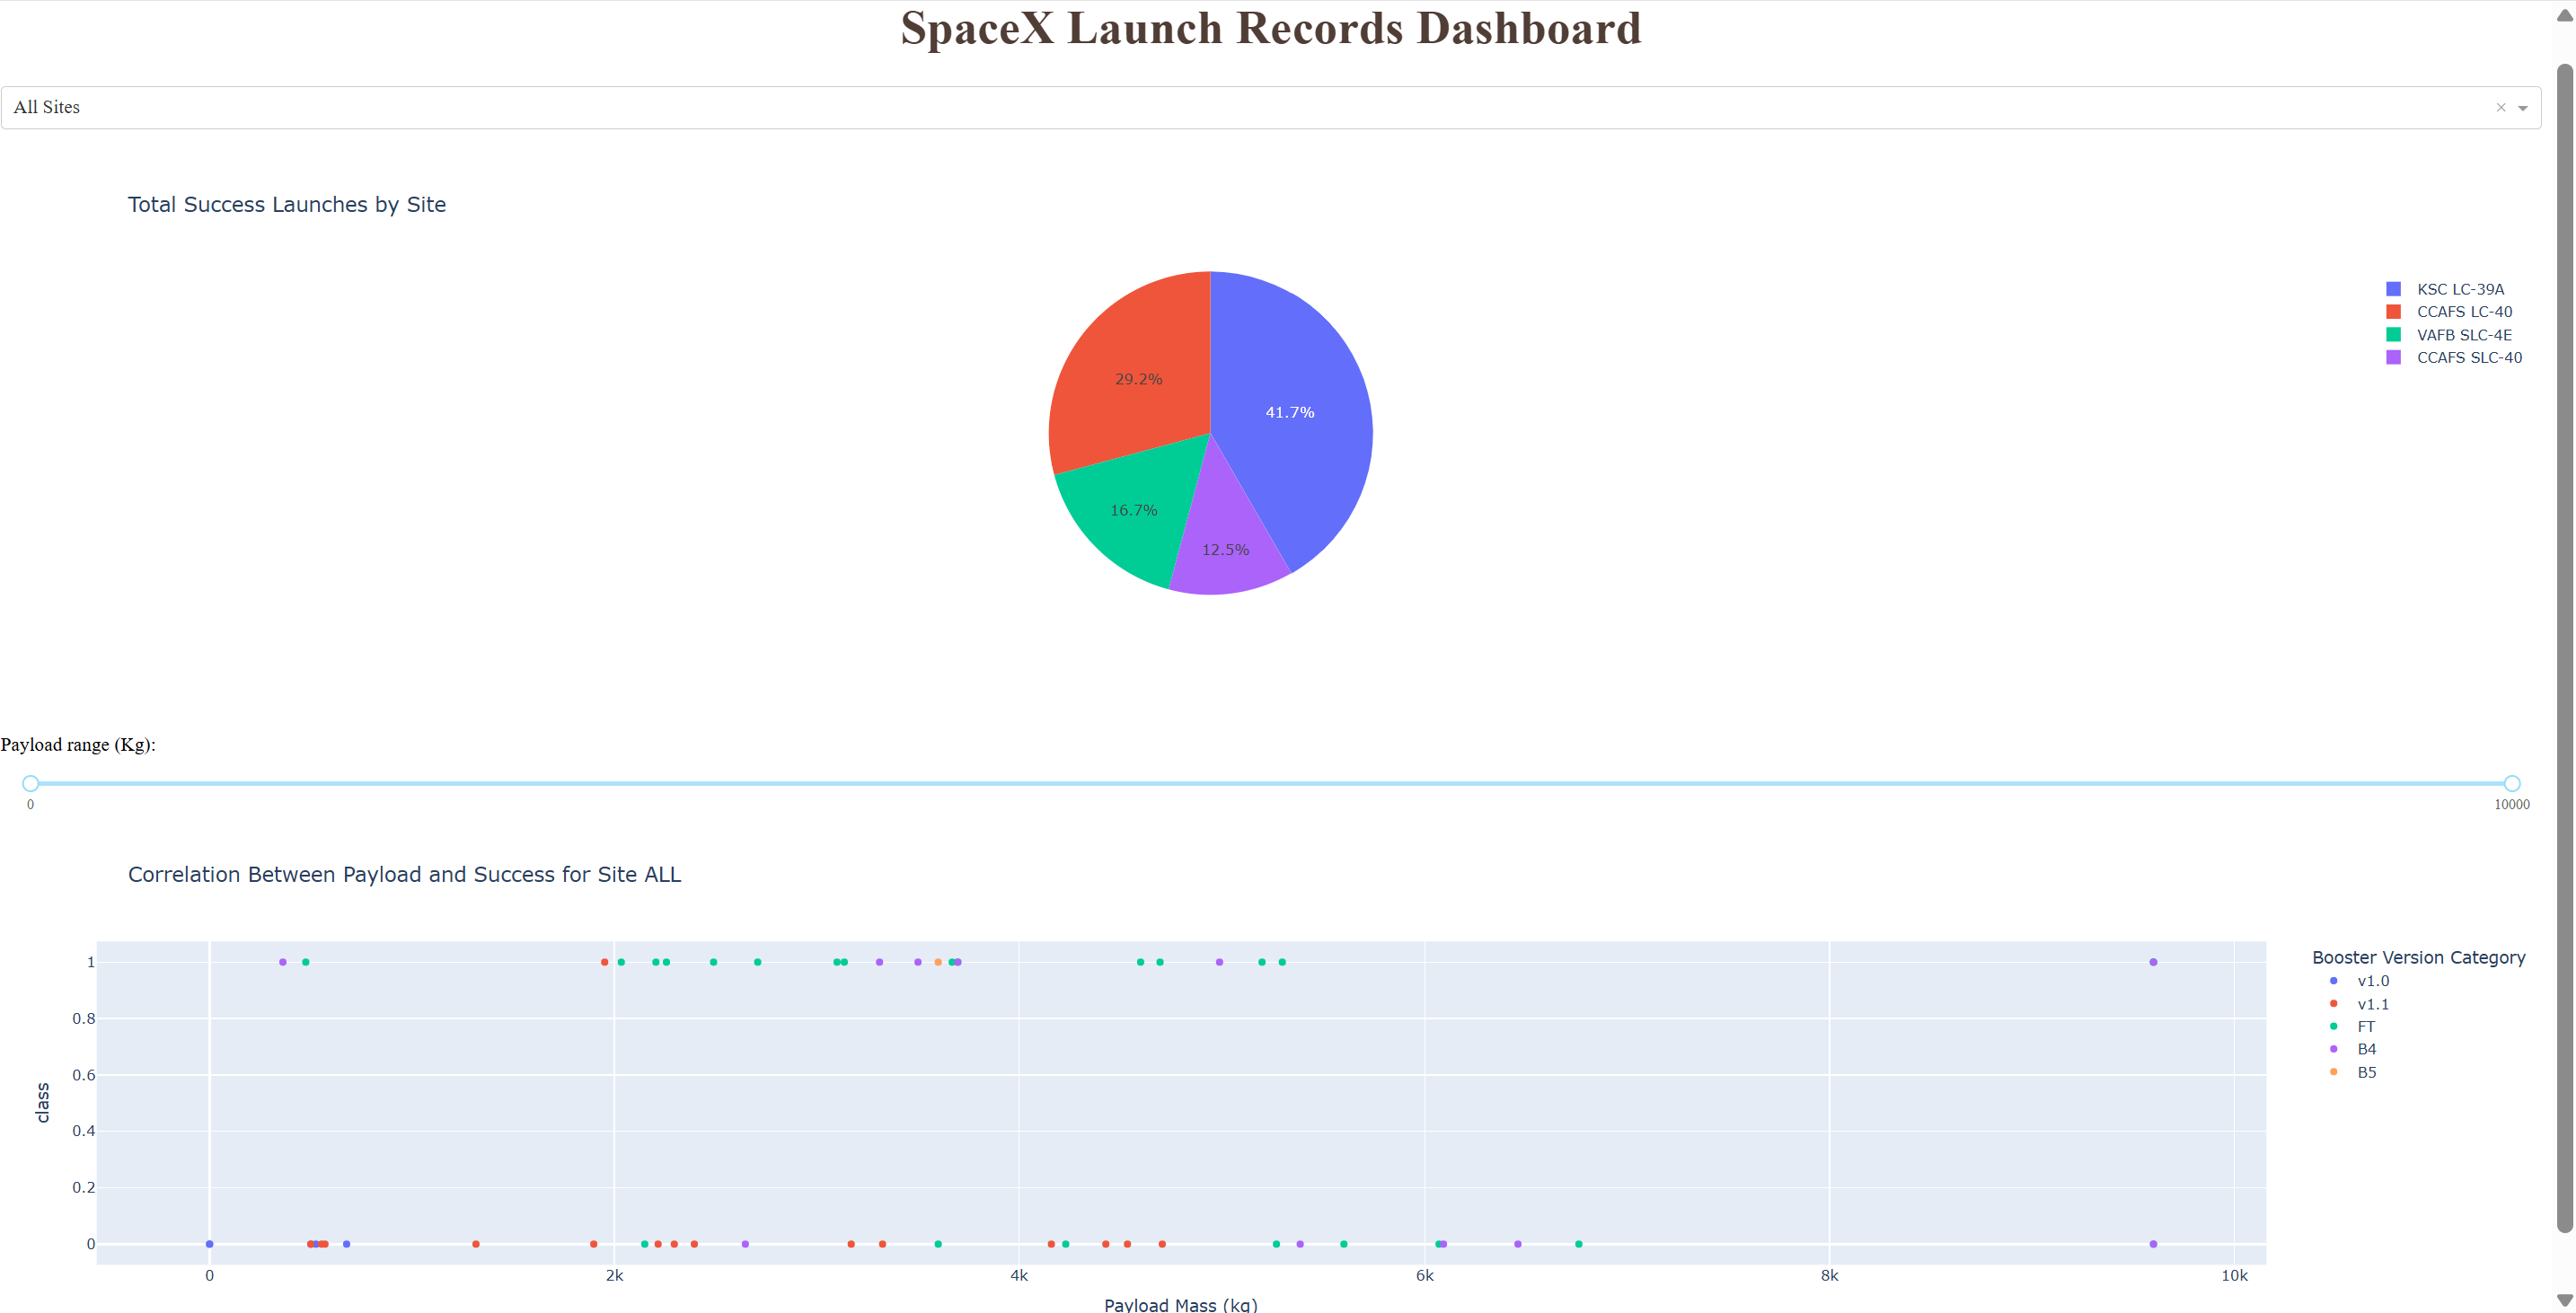 SpaceX Launch Records Dashboard
All Sites
Total Success Launches by Site
KSC LC-39A
CCAFS LC-40
VAFB SLC-4E
CCAFS SLC-40
29.2%
41.7%
16.7%
12.5%
Payload range (Kg):
0
10000
Correlation Between Payload and Success for Site ALL
Booster Version Category
v1.0
v1.1
FT
B4
B5
class
1
0.8
0.6
0.4
0.2
0
0 2k 4k 6k 8k 10k
Payload Mass (kg)